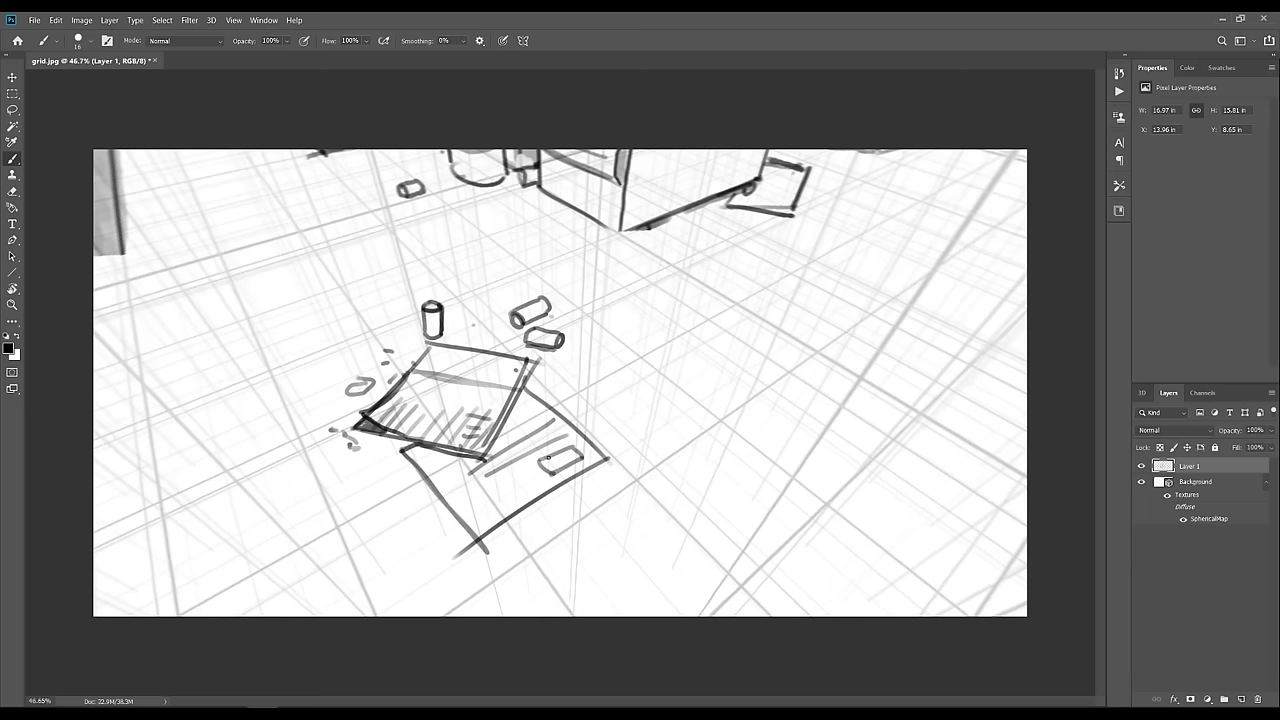 Ps File Edit Image Layer Type Select Filter 3D View Window Help
16 Mode: Normal Opacity: 100% Flow: 100% Smoothing: 0%
grid.jpg @ 46.7% (Layer 1, RGB/8) *
Properties Color Swatches
Pixel Layer Properties
W: 16.97 in H: 15.81 in
X: 13.96 in Y: 8.65 in
3D Layers Channels
Kind
Normal Opacity: 100%
Lock: Fill: 100%
Layer 1
Background
Textures
Diffuse
SphericalMap
46.65% Doc: 22.9M/38.3M